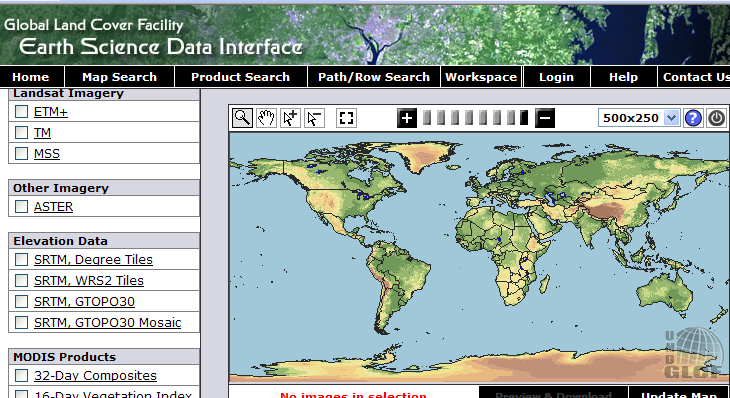 Global Land Cover Facility
Earth Science Data Interface
Home Map Search Product Search Path/Row Search Workspace Login Help Contact Us
Landsat Imagery
ETM+
TM
MSS
Other Imagery
ASTER
Elevation Data
SRTM, Degree Tiles
SRTM, WRS2 Tiles
SRTM, GTOPO30
SRTM, GTOPO30 Mosaic
MODIS Products
32-Day Composites
16-Day Vegetation Index
500x250
?
UMD
GLCF
No images in selection
Preview & Download
Update Map